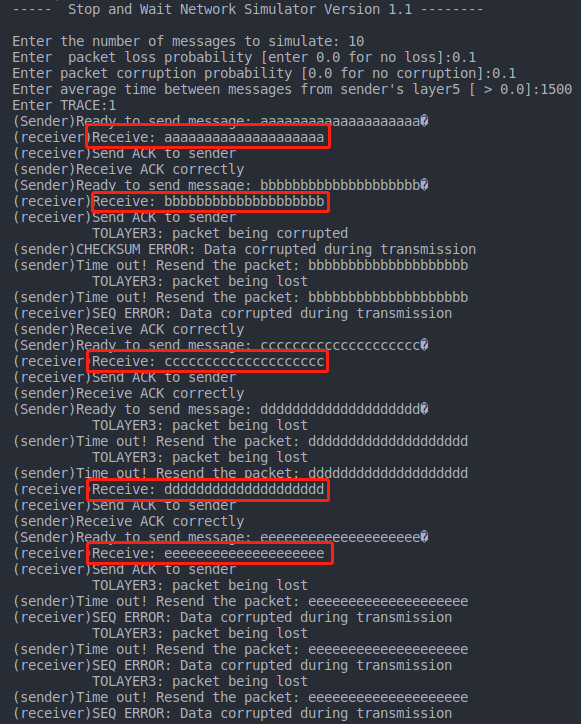 -----  Stop and Wait Network Simulator Version 1.1 --------
Enter the number of messages to simulate: 10
Enter  packet loss probability [enter 0.0 for no loss]:0.1
Enter packet corruption probability [0.0 for no corruption]:0.1
Enter average time between messages from sender's layer5 [ > 0.0]:1500
Enter TRACE:1
(Sender)Ready to send message: aaaaaaaaaaaaaaaaaaaa�
(receiver)Receive: aaaaaaaaaaaaaaaaaaaa
(receiver)Send ACK to sender
(sender)Receive ACK correctly
(Sender)Ready to send message: bbbbbbbbbbbbbbbbbbbb�
(receiver)Receive: bbbbbbbbbbbbbbbbbbbb
(receiver)Send ACK to sender
          TOLAYER3: packet being corrupted
(sender)CHECKSUM ERROR: Data corrupted during transmission
(sender)Time out! Resend the packet: bbbbbbbbbbbbbbbbbbbb
          TOLAYER3: packet being lost
(sender)Time out! Resend the packet: bbbbbbbbbbbbbbbbbbbb
(receiver)SEQ ERROR: Data corrupted during transmission
(sender)Receive ACK correctly
(Sender)Ready to send message: cccccccccccccccccccc�
(receiver)Receive: cccccccccccccccccccc
(receiver)Send ACK to sender
(sender)Receive ACK correctly
(Sender)Ready to send message: dddddddddddddddddddd�
          TOLAYER3: packet being lost
(sender)Time out! Resend the packet: dddddddddddddddddddd
          TOLAYER3: packet being lost
(sender)Time out! Resend the packet: dddddddddddddddddddd
(receiver)Receive: dddddddddddddddddddd
(receiver)Send ACK to sender
(sender)Receive ACK correctly
(Sender)Ready to send message: eeeeeeeeeeeeeeeeeeee�
(receiver)Receive: eeeeeeeeeeeeeeeeeeee
(receiver)Send ACK to sender
          TOLAYER3: packet being lost
(sender)Time out! Resend the packet: eeeeeeeeeeeeeeeeeeee
(receiver)SEQ ERROR: Data corrupted during transmission
          TOLAYER3: packet being lost
(sender)Time out! Resend the packet: eeeeeeeeeeeeeeeeeeee
(receiver)SEQ ERROR: Data corrupted during transmission
          TOLAYER3: packet being lost
(sender)Time out! Resend the packet: eeeeeeeeeeeeeeeeeeee
(receiver)SEQ ERROR: Data corrupted during transmission